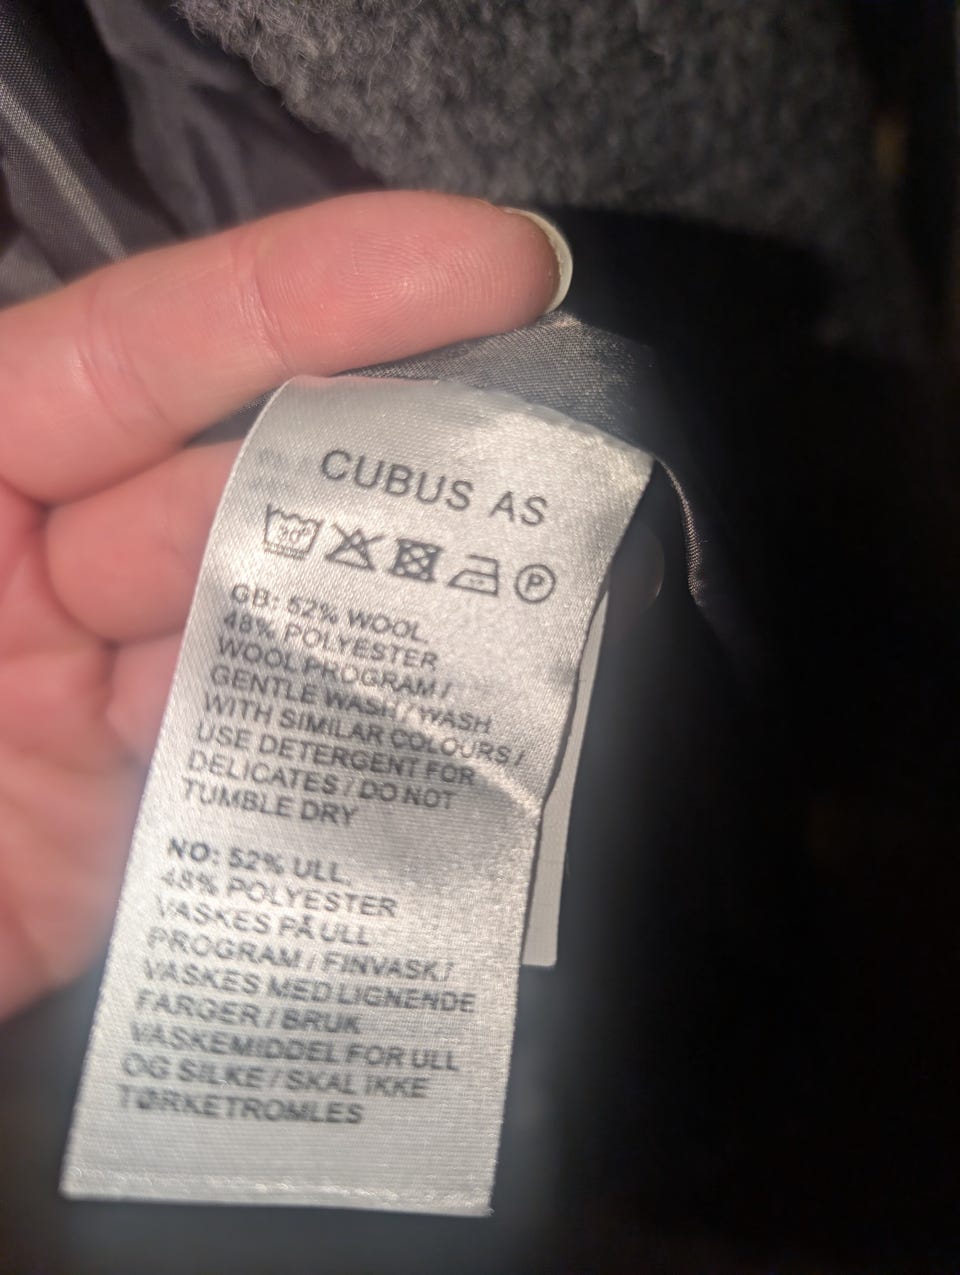 CUBUS AS
30°
P
GB: 52% WOOL,
48% POLYESTER
WOOL PROGRAM /
GENTLE WASH / WASH
WITH SIMILAR COLOURS /
USE DETERGENT FOR
DELICATES / DO NOT
TUMBLE DRY
NO: 52% ULL,
48% POLYESTER
VASKES PÅ ULL
PROGRAM / FINVASK /
VASKES MED LIGNENDE
FARGER / BRUK
VASKEMIDDEL FOR ULL
OG SILKE / SKAL IKKE
TØRKETROMLES